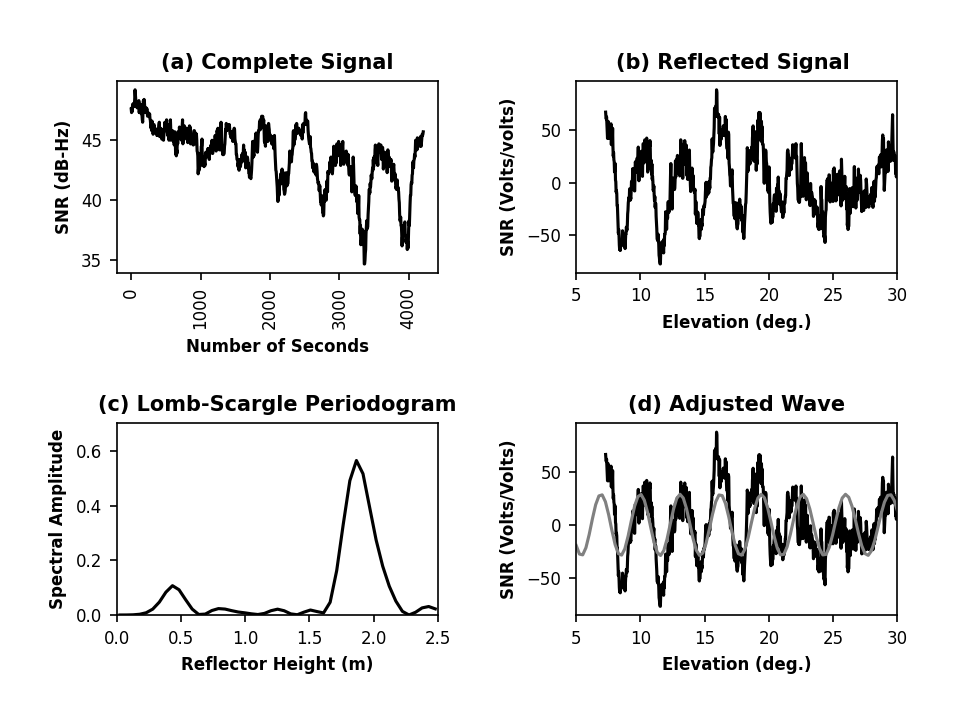 (a) Complete Signal
SNR (dB-Hz)
45
40
35
0
1000
2000
3000
4000
Number of Seconds
(b) Reflected Signal
SNR (Volts/volts)
50
0
−50
5 10 15 20 25 30
Elevation (deg.)
(c) Lomb-Scargle Periodogram
Spectral Amplitude
0.6
0.4
0.2
0.0
0.0 0.5 1.0 1.5 2.0 2.5
Reflector Height (m)
(d) Adjusted Wave
SNR (Volts/Volts)
50
0
−50
5 10 15 20 25 30
Elevation (deg.)